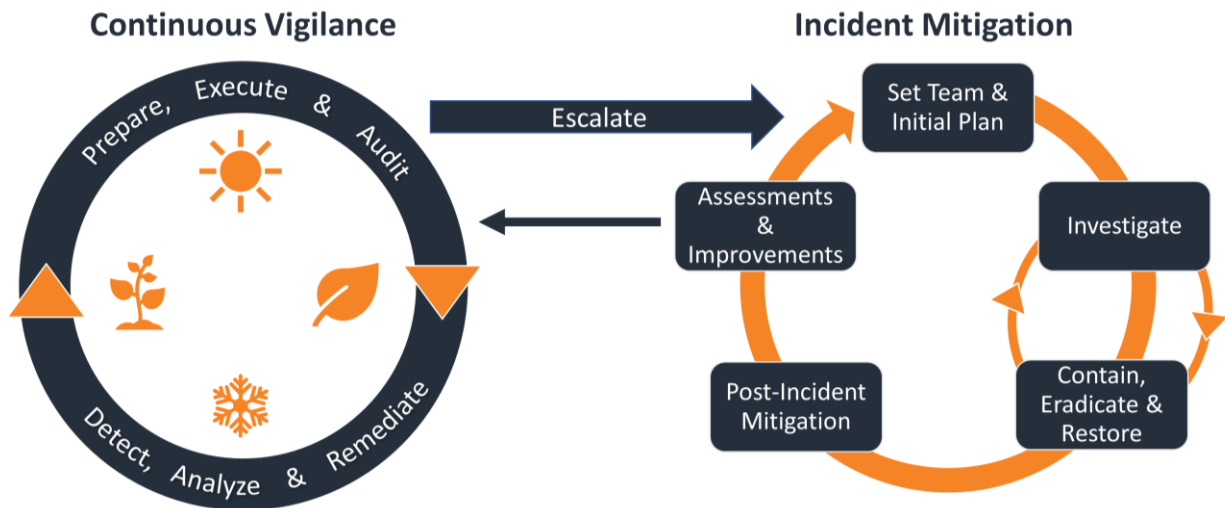 Continuous Vigilance
Incident Mitigation
Prepare, Execute & Audit
Detect, Analyze & Remediate
Escalate
Set Team &
Initial Plan
Investigate
Contain,
Eradicate &
Restore
Post-Incident
Mitigation
Assessments
&
Improvements